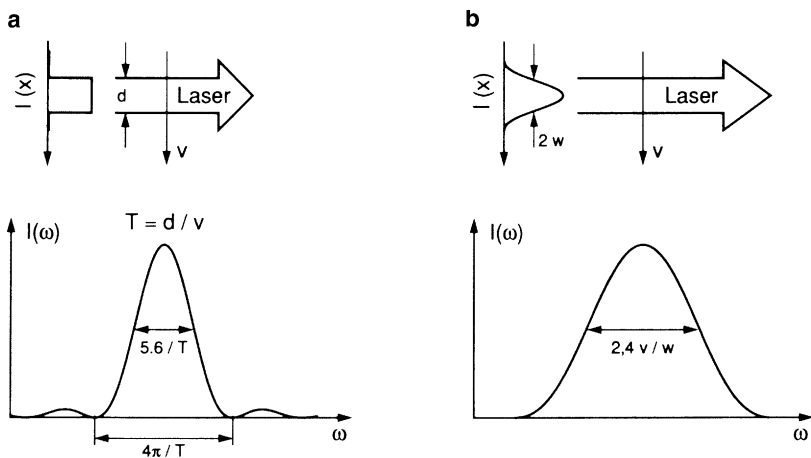 a
I (x)
d
Laser
v
T = d / v
I(ω)
5.6 / T
4π / T
ω
b
I (x)
2 w
Laser
v
I(ω)
2,4 v / w
ω